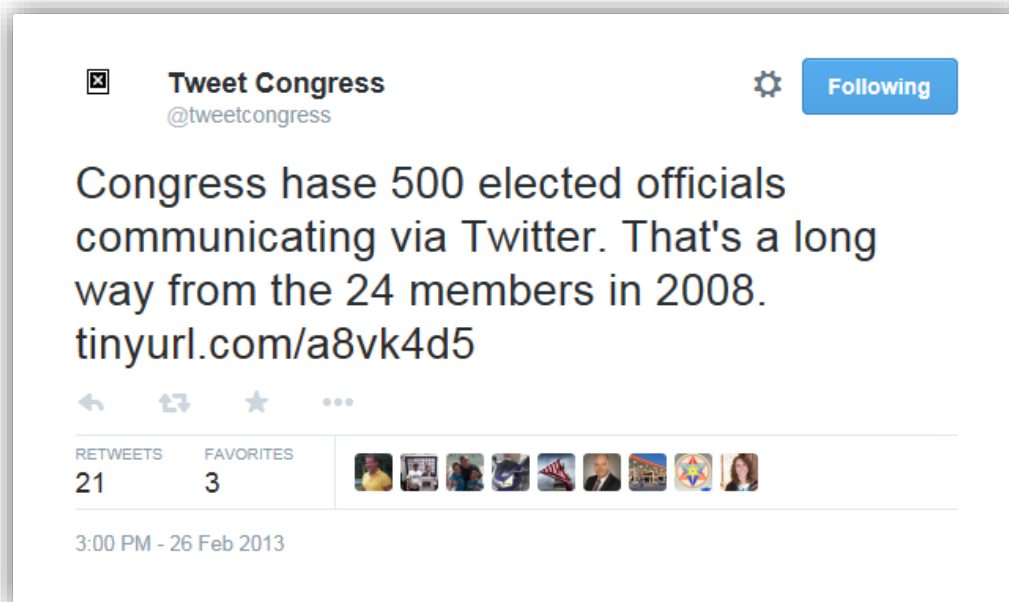 Tweet Congress
@tweetcongress
Following
Congress hase 500 elected officials
communicating via Twitter. That's a long
way from the 24 members in 2008.
tinyurl.com/a8vk4d5
RETWEETS FAVORITES
21 3
3:00 PM - 26 Feb 2013